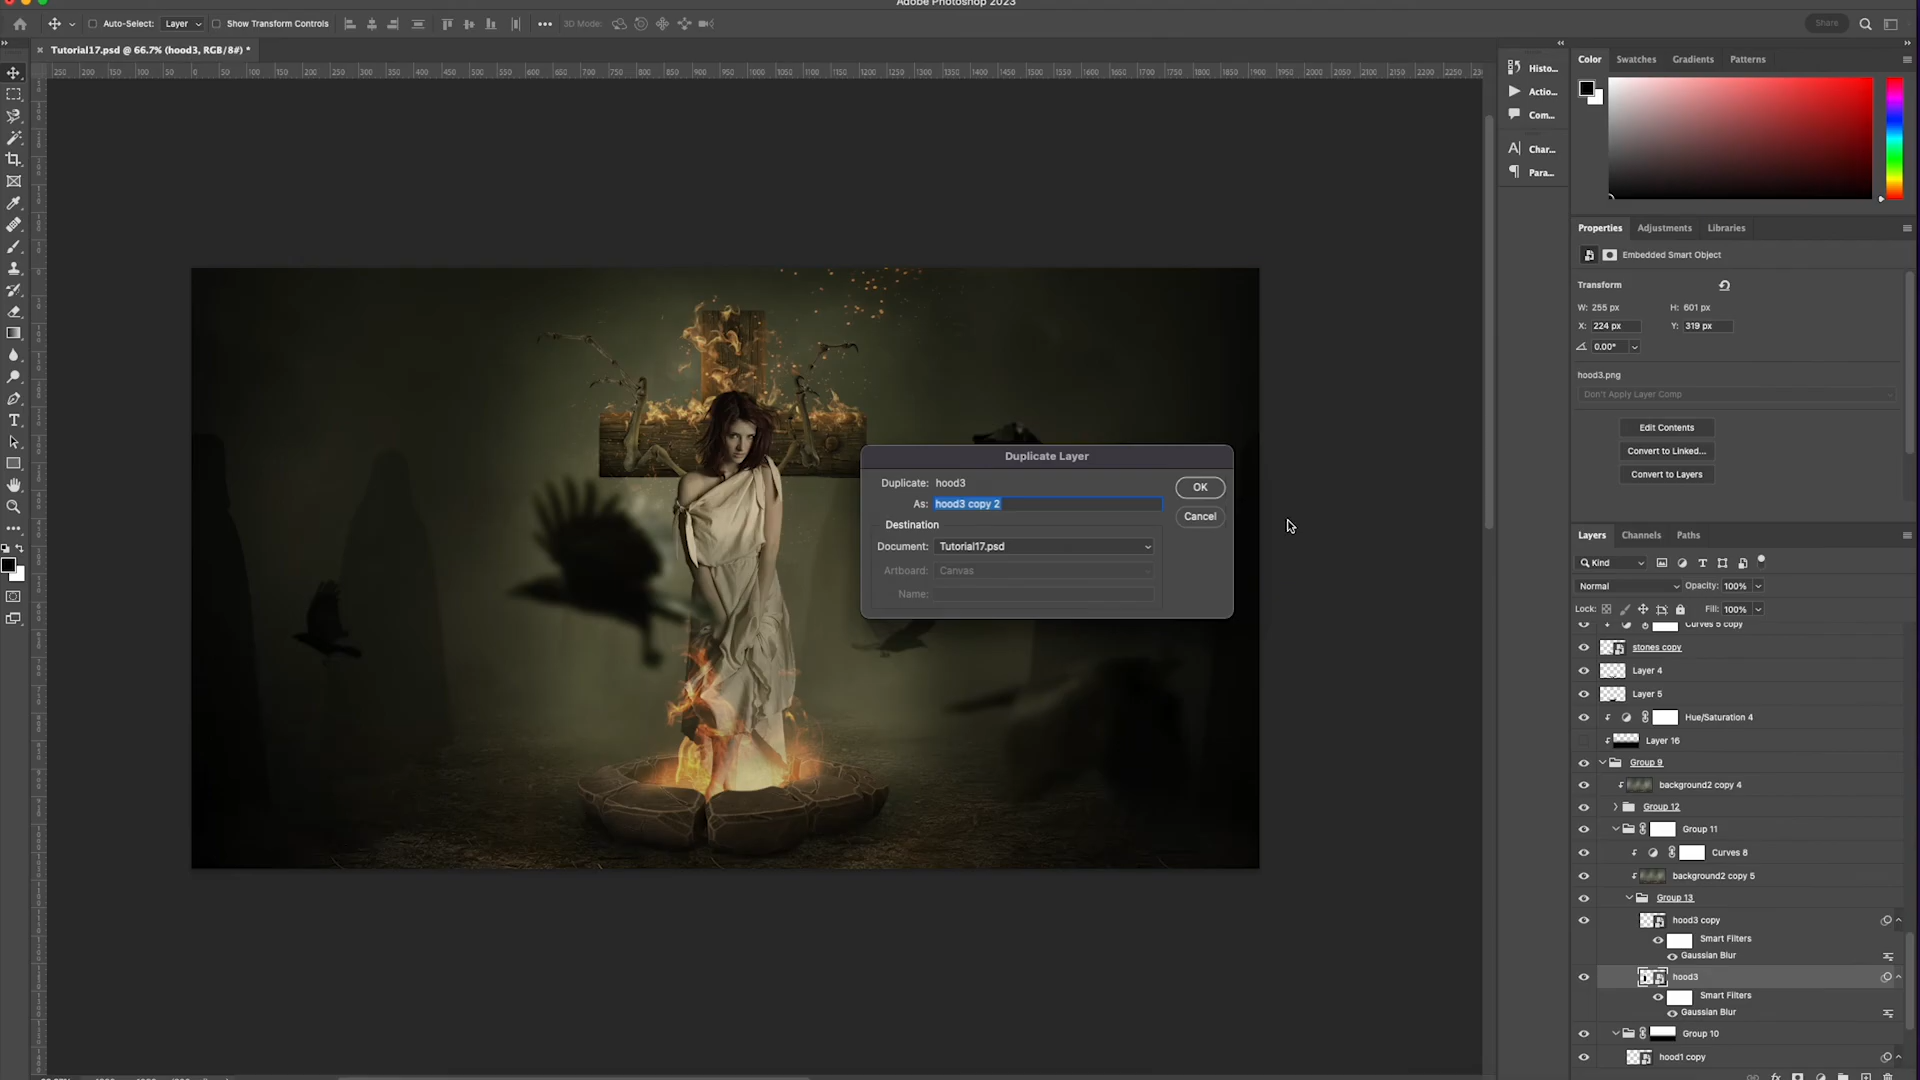 Adobe Photoshop 2023
Auto-Select: Layer Show Transform Controls 3D Mode: Share
Tutorial17.psd @ 66.7% (hood3, RGB/8#) *
Histo...
Actio...
Com...
Char...
Para...
Color Swatches Gradients Patterns
Properties Adjustments Libraries
Embedded Smart Object
Transform
W: 255 px H: 601 px
X: 224 px Y: 319 px
0.00°
hood3.png
Don't Apply Layer Comp
Edit Contents
Convert to Linked...
Convert to Layers
Duplicate Layer
Duplicate: hood3
As: hood3 copy 2
OK
Destination
Cancel
Document: Tutorial17.psd
Artboard: Canvas
Name:
Layers Channels Paths
Kind
Normal Opacity: 100%
Lock: Fill: 100%
Curves 5 copy
stones copy
Layer 4
Layer 5
Hue/Saturation 4
Layer 16
Group 9
background2 copy 4
Group 12
Group 11
Curves 8
background2 copy 5
Group 13
hood3 copy
Smart Filters
Gaussian Blur
hood3
Smart Filters
Gaussian Blur
Group 10
hood1 copy